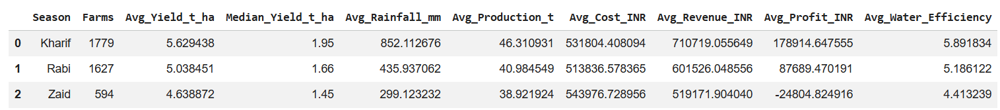 Season Farms Avg_Yield_t_ha Median_Yield_t_ha Avg_Rainfall_mm Avg_Production_t Avg_Cost_INR Avg_Revenue_INR Avg_Profit_INR Avg_Water_Efficiency
0 Kharif 1779 5.629438 1.95 852.112676 46.310931 531804.408094 710719.055649 178914.647555 5.891834
1 Rabi 1627 5.038451 1.66 435.937062 40.984549 513836.578365 601526.048556 87689.470191 5.186122
2 Zaid 594 4.638872 1.45 299.123232 38.921924 543976.728956 519171.904040 -24804.824916 4.413239